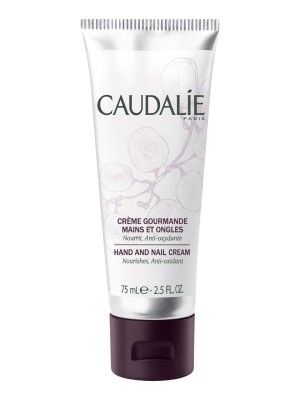 CAUDALÍE
PARIS
CRÈME GOURMANDE
MAINS ET ONGLES
Nourrit, Anti-oxydante
HAND AND NAIL CREAM
Nourishes, Anti-oxidant
75 mL ℮ - 2.5 FL. OZ.